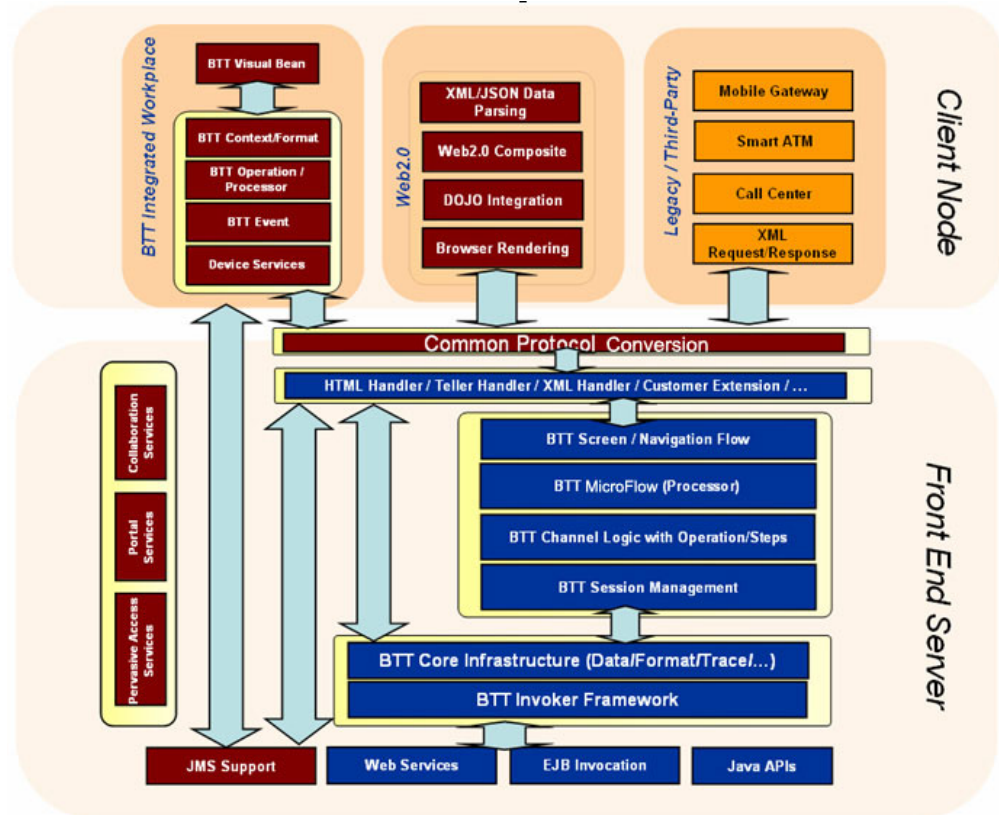 BTT Integrated Workplace
BTT Visual Bean
BTT Context/Format
BTT Operation /
Processor
BTT Event
Device Services
Web2.0
XML/JSON Data
Parsing
Web2.0 Composite
DOJO Integration
Browser Rendering
Legacy / Third-Party
Mobile Gateway
Smart ATM
Call Center
XML
Request/Response
Client Node
Common Protocol Conversion
HTML Handler / Teller Handler / XML Handler / Customer Extension / ...
Collaboration
Services
Portal
Services
Pervasive Access
Services
BTT Screen / Navigation Flow
BTT MicroFlow (Processor)
BTT Channel Logic with Operation/Steps
BTT Session Management
BTT Core Infrastructure (Data/Format/Trace/...)
BTT Invoker Framework
Front End Server
JMS Support
Web Services
EJB Invocation
Java APIs